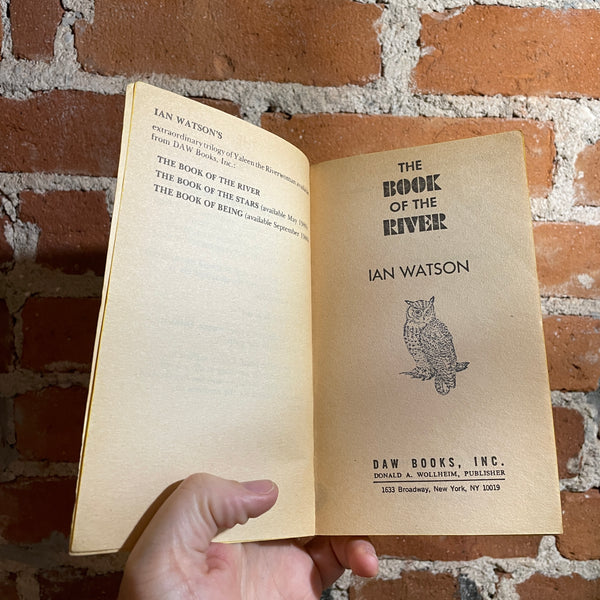 IAN WATSON'S
extraordinary trilogy of Yaleen the Riverwoman
from DAW Books, Inc.:
THE BOOK OF THE RIVER
THE BOOK OF THE STARS (available May
THE BOOK OF BEING (available September
THE
BOOK
OF THE
RIVER
IAN WATSON
DAW BOOKS, INC.
DONALD A. WOLLHEIM, PUBLISHER
1633 Broadway, New York, NY 10019